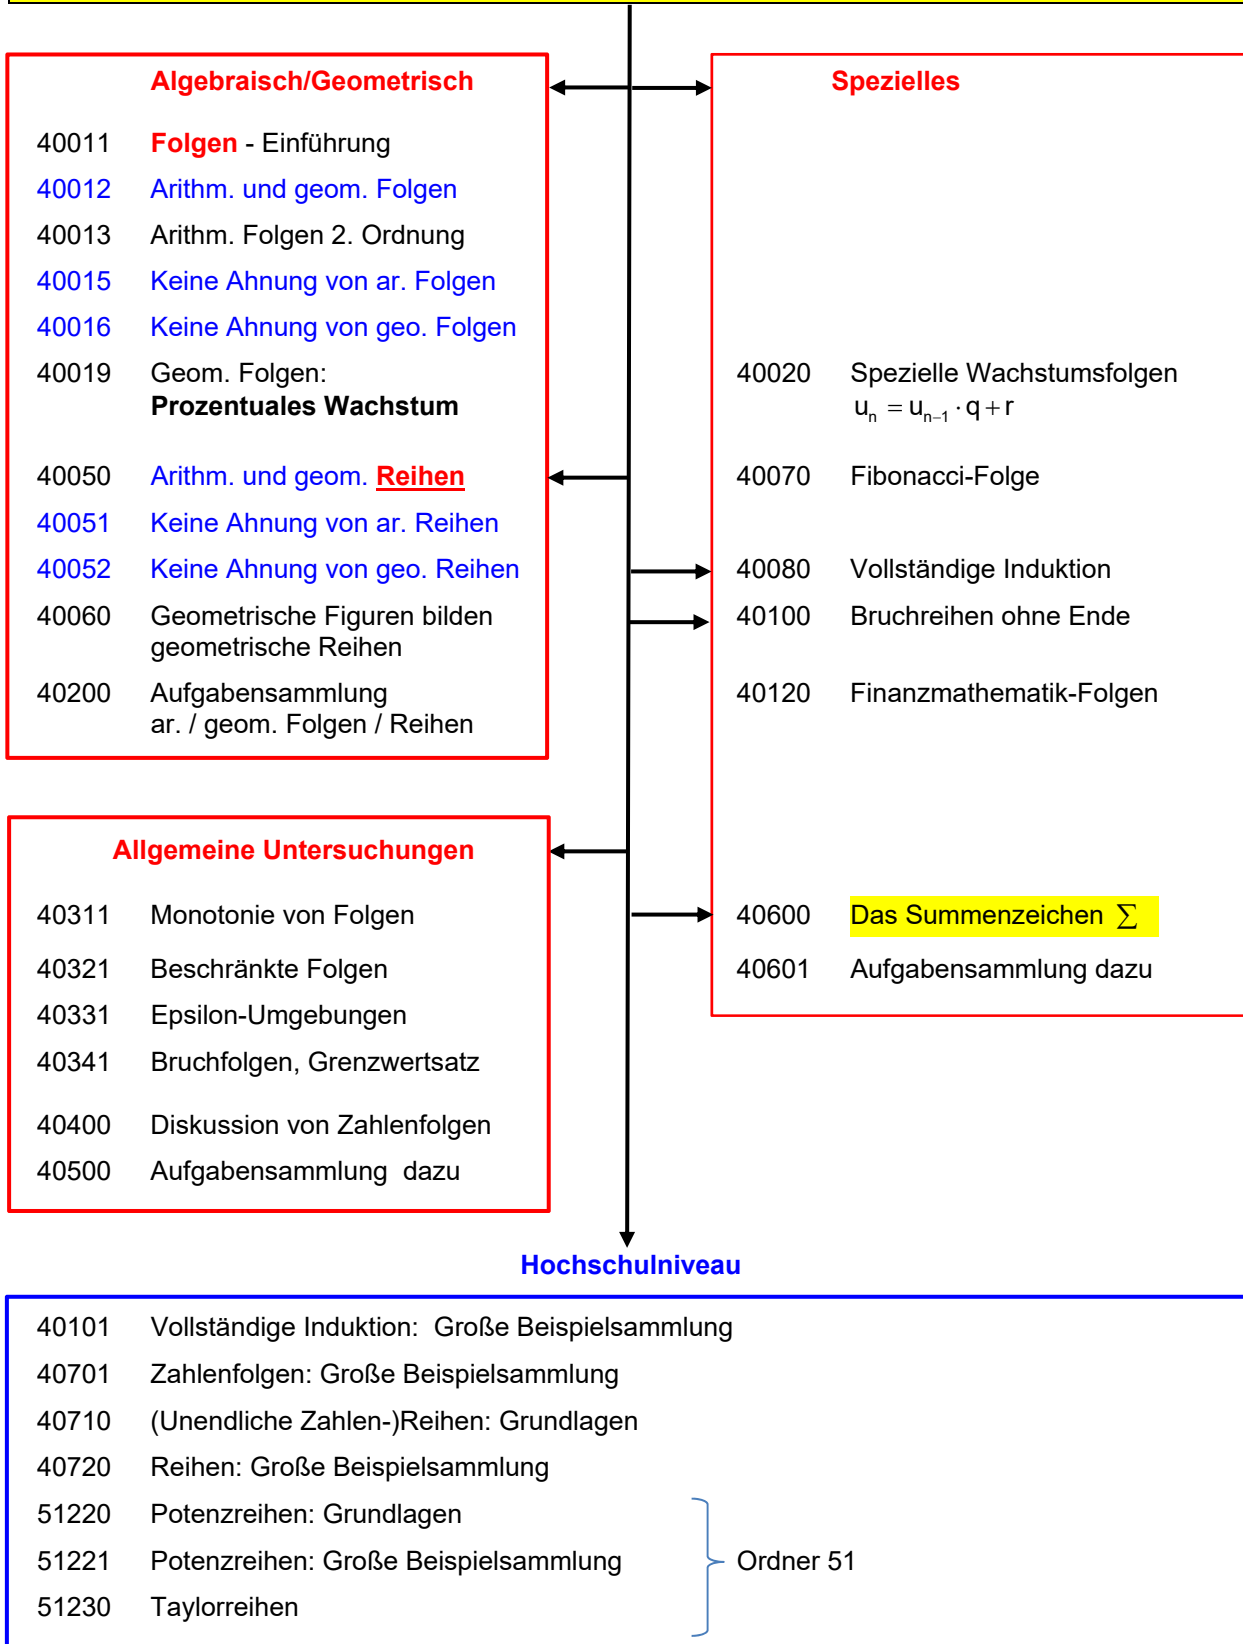 Algebraisch/Geometrisch
40011 Folgen - Einführung
40012 Arithm. und geom. Folgen
40013 Arithm. Folgen 2. Ordnung
40015 Keine Ahnung von ar. Folgen
40016 Keine Ahnung von geo. Folgen
40019 Geom. Folgen:
Prozentuales Wachstum
40050 Arithm. und geom. Reihen
40051 Keine Ahnung von ar. Reihen
40052 Keine Ahnung von geo. Reihen
40060 Geometrische Figuren bilden
geometrische Reihen
40200 Aufgabensammlung
ar. / geom. Folgen / Reihen
Spezielles
40020 Spezielle Wachstumsfolgen
uₙ = uₙ₋₁ · q + r
40070 Fibonacci-Folge
40080 Vollständige Induktion
40100 Bruchreihen ohne Ende
40120 Finanzmathematik-Folgen
40600 Das Summenzeichen ∑
40601 Aufgabensammlung dazu
Allgemeine Untersuchungen
40311 Monotonie von Folgen
40321 Beschränkte Folgen
40331 Epsilon-Umgebungen
40341 Bruchfolgen, Grenzwertsatz
40400 Diskussion von Zahlenfolgen
40500 Aufgabensammlung dazu
Hochschulniveau
40101 Vollständige Induktion: Große Beispielsammlung
40701 Zahlenfolgen: Große Beispielsammlung
40710 (Unendliche Zahlen-)Reihen: Grundlagen
40720 Reihen: Große Beispielsammlung
51220 Potenzreihen: Grundlagen
51221 Potenzreihen: Große Beispielsammlung
Ordner 51
51230 Taylorreihen